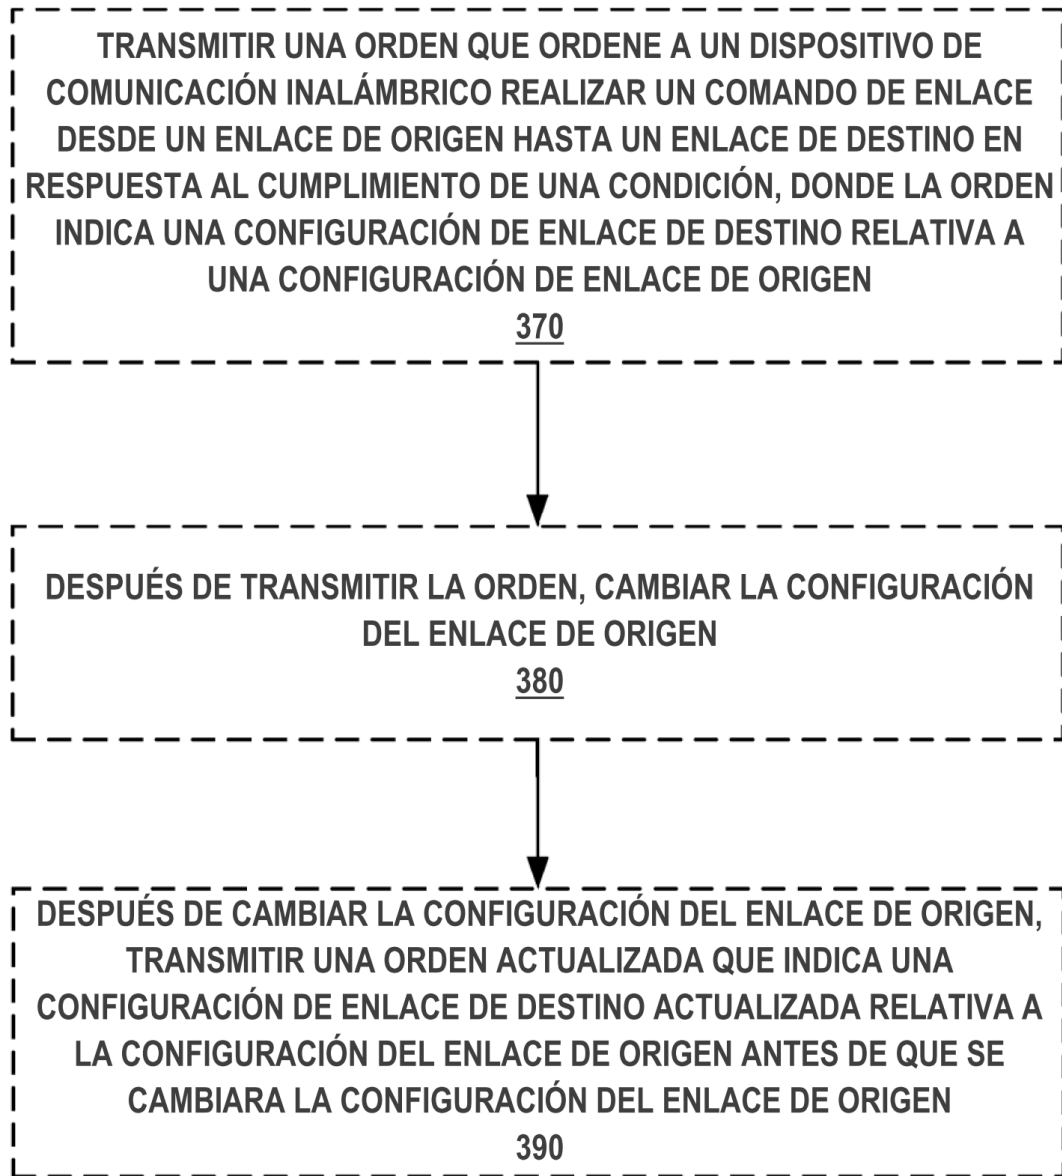 TRANSMITIR UNA ORDEN QUE ORDENE A UN DISPOSITIVO DE
COMUNICACIÓN INALÁMBRICO REALIZAR UN COMANDO DE ENLACE
DESDE UN ENLACE DE ORIGEN HASTA UN ENLACE DE DESTINO EN
RESPUESTA AL CUMPLIMIENTO DE UNA CONDICIÓN, DONDE LA ORDEN
INDICA UNA CONFIGURACIÓN DE ENLACE DE DESTINO RELATIVA A
UNA CONFIGURACIÓN DE ENLACE DE ORIGEN
370
DESPUÉS DE TRANSMITIR LA ORDEN, CAMBIAR LA CONFIGURACIÓN
DEL ENLACE DE ORIGEN
380
DESPUÉS DE CAMBIAR LA CONFIGURACIÓN DEL ENLACE DE ORIGEN,
TRANSMITIR UNA ORDEN ACTUALIZADA QUE INDICA UNA
CONFIGURACIÓN DE ENLACE DE DESTINO ACTUALIZADA RELATIVA A
LA CONFIGURACIÓN DEL ENLACE DE ORIGEN ANTES DE QUE SE
CAMBIARA LA CONFIGURACIÓN DEL ENLACE DE ORIGEN
390